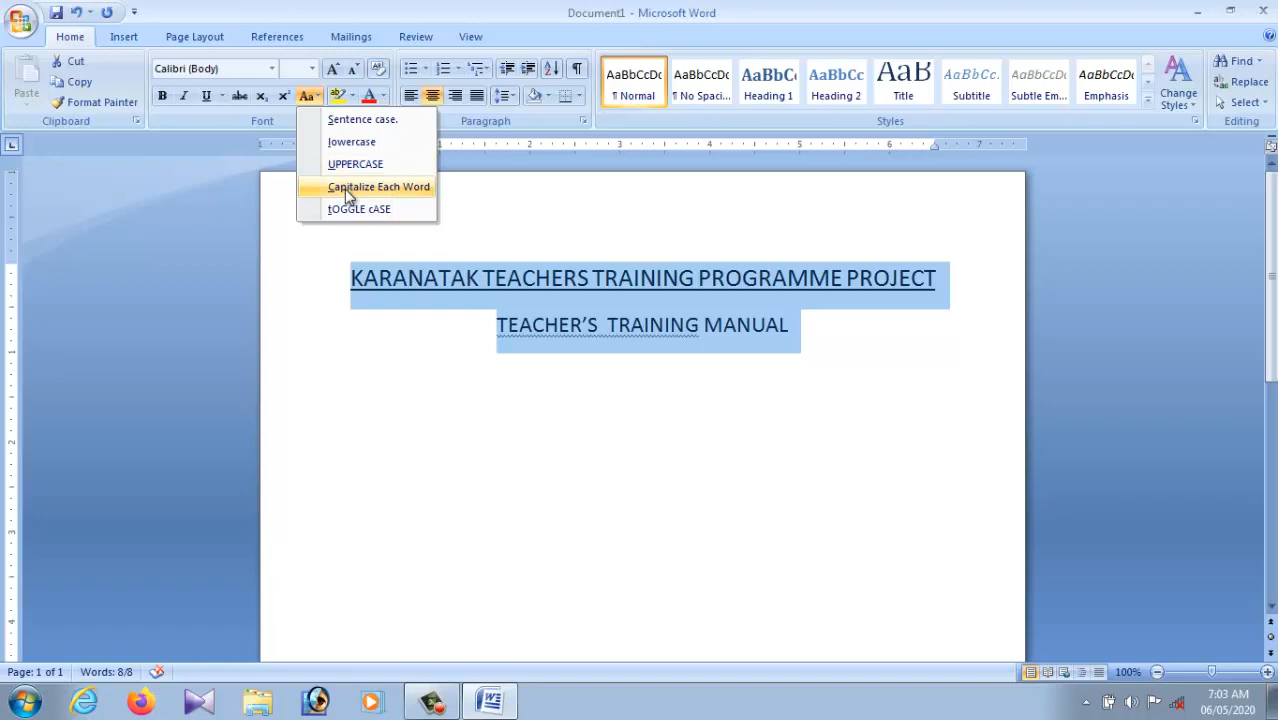 Document1 - Microsoft Word
Home Insert Page Layout References Mailings Review View
Paste
Cut
Copy
Format Painter
Clipboard
Calibri (Body)
B I U abc x₂ x² Aa A
Font
Paragraph
AaBbCcDc AaBbCcDc AaBbC AaBbCc AaB AaBbCc. AaBbCcDc AaBbCcDc
¶ Normal ¶ No Spaci... Heading 1 Heading 2 Title Subtitle Subtle Em... Emphasis
Change Styles
Styles
Find
Replace
Select
Editing
Sentence case.
lowercase
UPPERCASE
Capitalize Each Word
tOGGLE cASE
KARANATAK TEACHERS TRAINING PROGRAMME PROJECT
TEACHER’S TRAINING MANUAL
Page: 1 of 1 Words: 8/8 100%
7:03 AM
06/05/2020